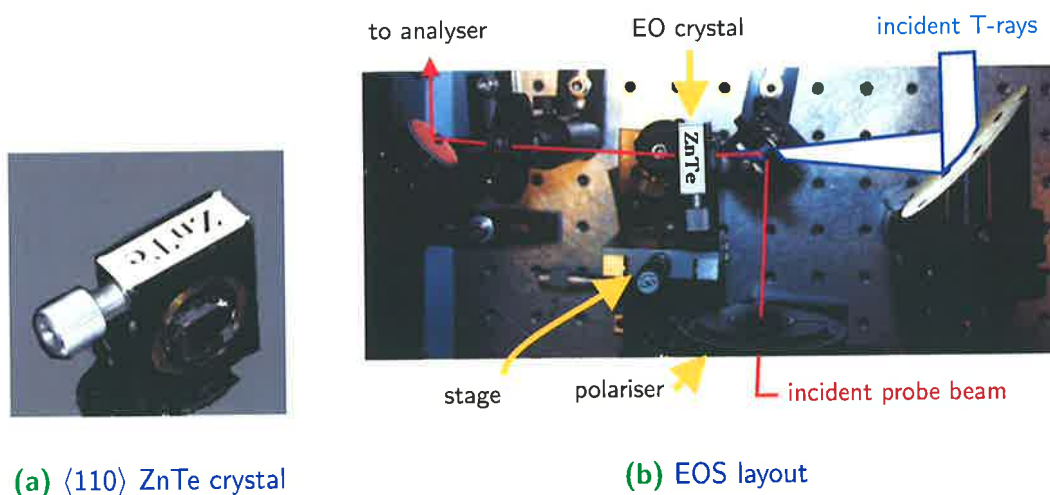 to analyser
EO crystal
incident T-rays
ZnTe
ZnTe
stage
polariser
incident probe beam
(a) ⟨110⟩ ZnTe crystal
(b) EOS layout